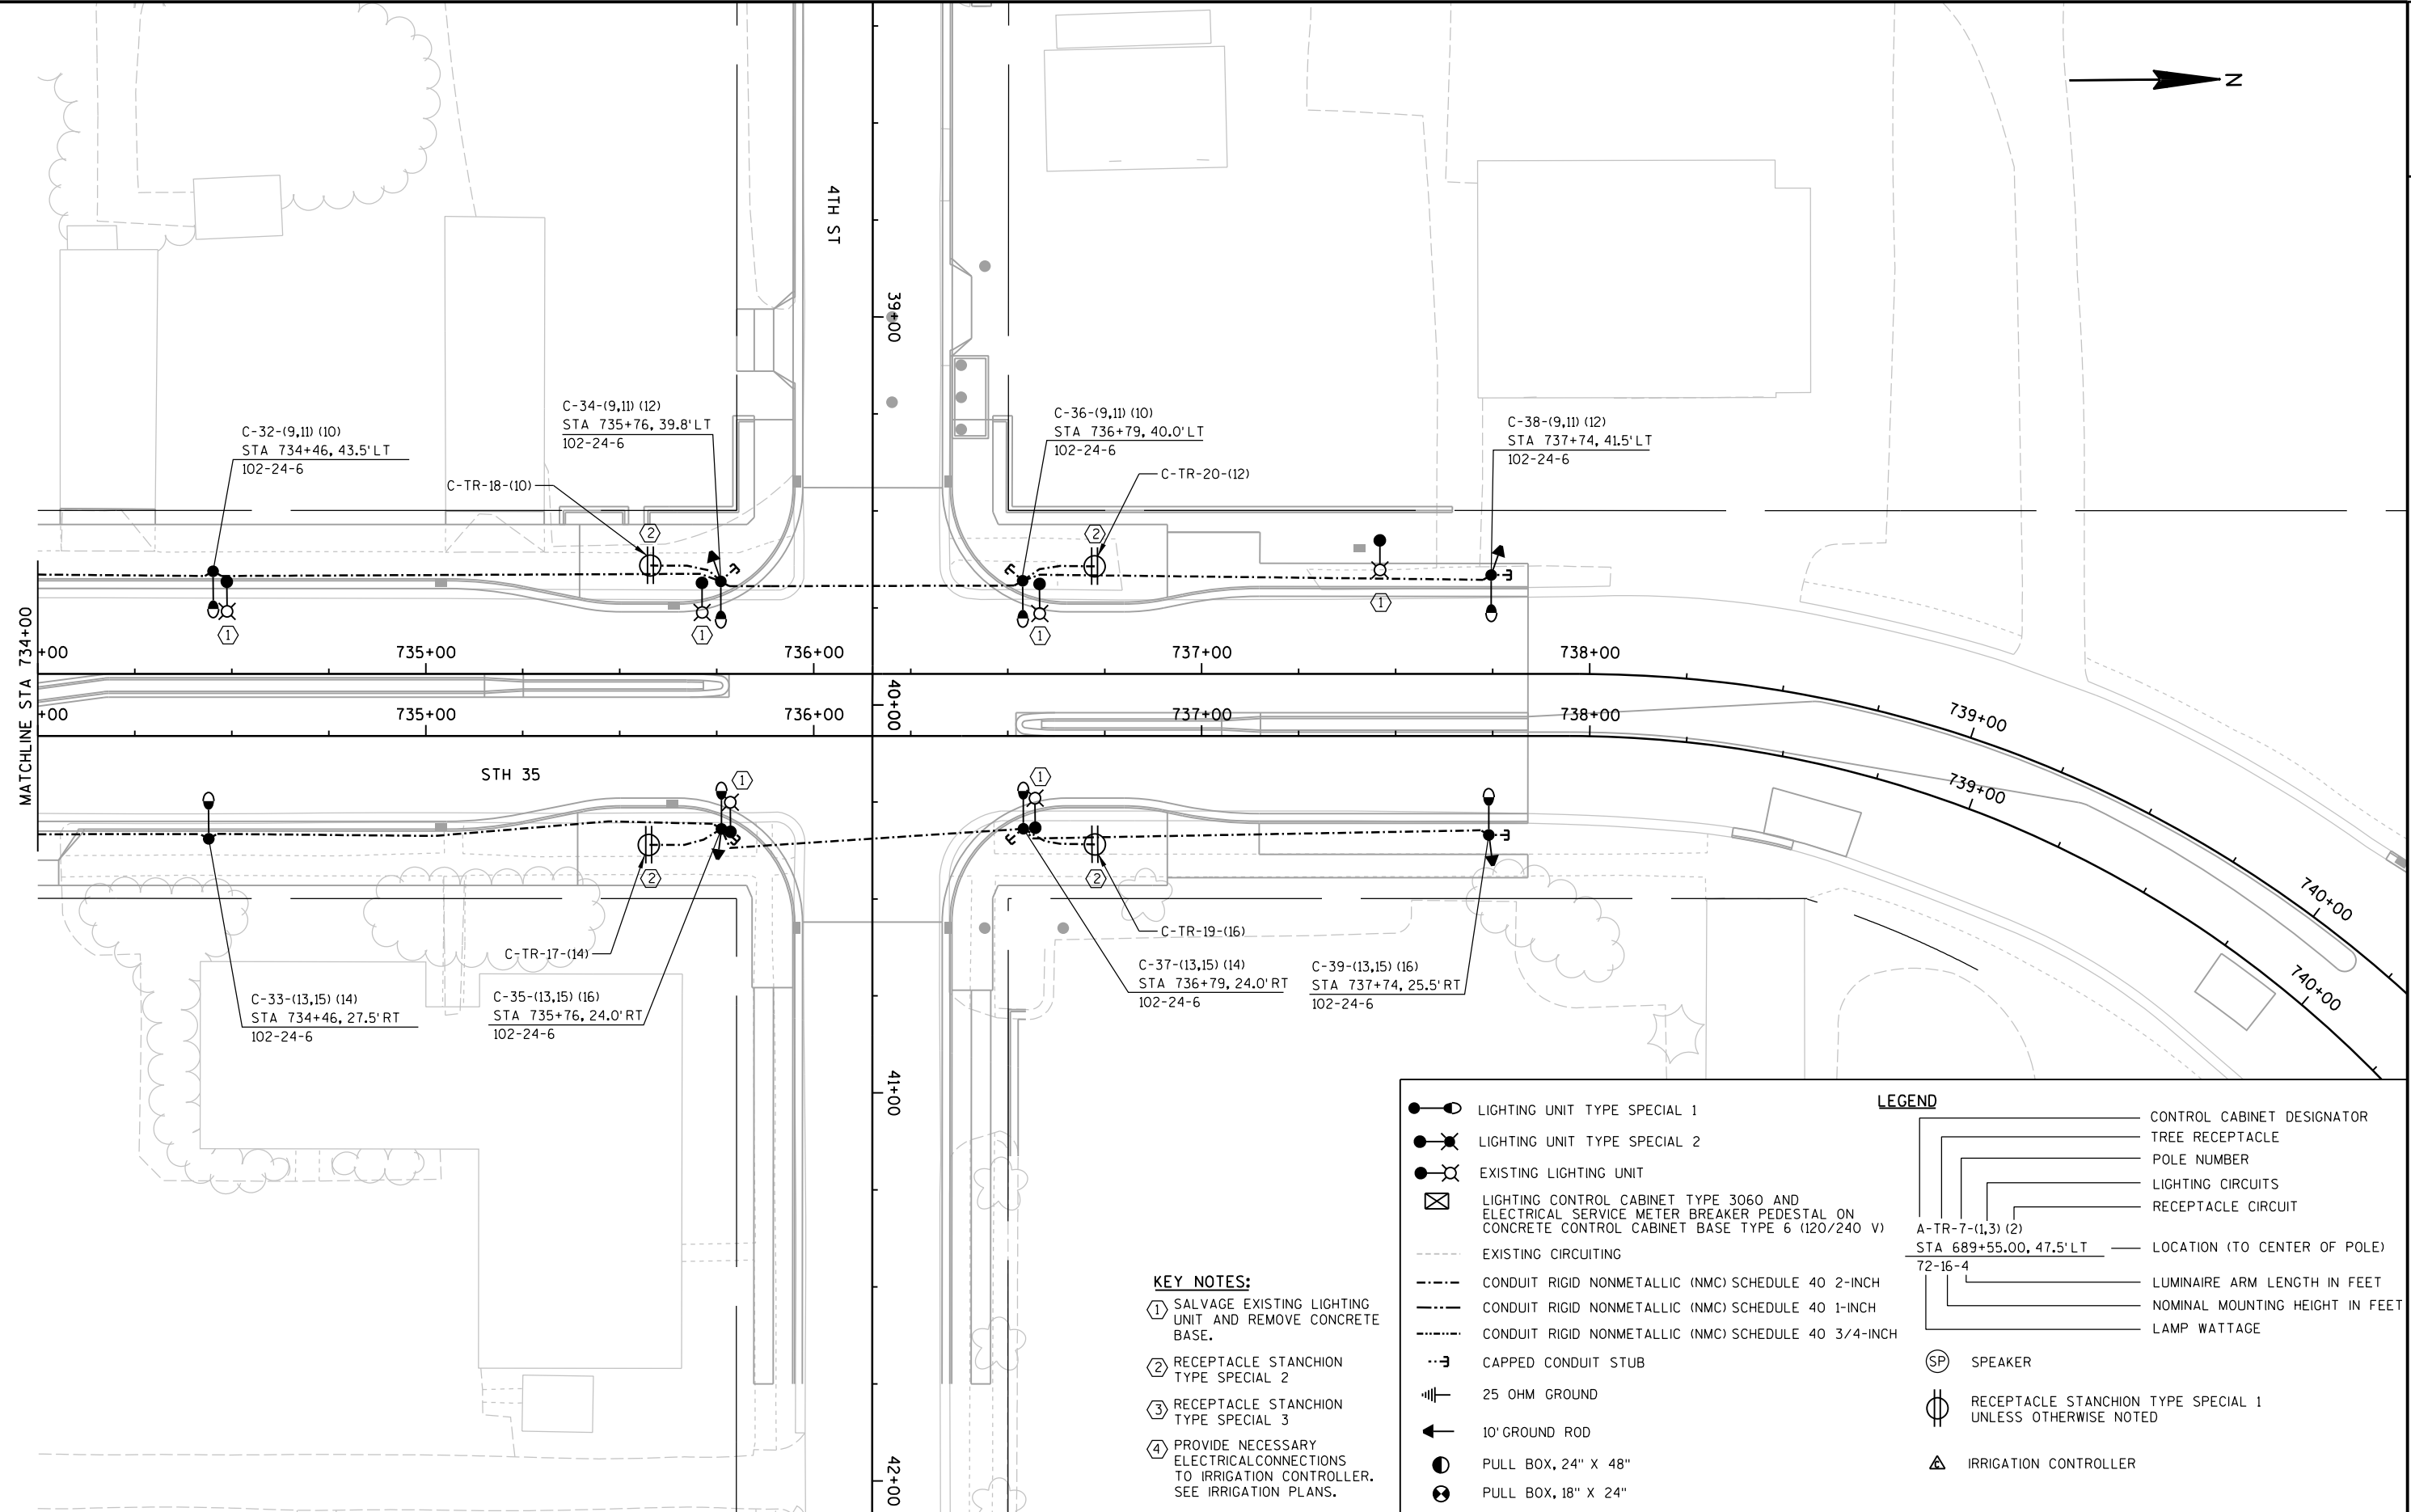 N
4TH ST
39+00
C-32-(9,11) (10)
STA 734+46, 43.5' LT
102-24-6
C-34-(9,11) (12)
STA 735+76, 39.8' LT
102-24-6
C-TR-18-(10)
C-36-(9,11) (10)
STA 736+79, 40.0' LT
102-24-6
C-TR-20-(12)
C-38-(9,11) (12)
STA 737+74, 41.5' LT
102-24-6
2
2
1
1
1
1
MATCHLINE STA 734+00
+00
735+00
736+00
737+00
738+00
739+00
740+00
40+00
+00
735+00
736+00
737+00
738+00
739+00
740+00
STH 35
1
1
2
2
C-TR-17-(14)
C-TR-19-(16)
C-33-(13,15) (14)
STA 734+46, 27.5' RT
102-24-6
C-35-(13,15) (16)
STA 735+76, 24.0' RT
102-24-6
C-37-(13,15) (14)
STA 736+79, 24.0' RT
102-24-6
C-39-(13,15) (16)
STA 737+74, 25.5' RT
102-24-6
41+00
42+00
KEY NOTES:
1 SALVAGE EXISTING LIGHTING
UNIT AND REMOVE CONCRETE
BASE.
2 RECEPTACLE STANCHION
TYPE SPECIAL 2
3 RECEPTACLE STANCHION
TYPE SPECIAL 3
4 PROVIDE NECESSARY
ELECTRICALCONNECTIONS
TO IRRIGATION CONTROLLER.
SEE IRRIGATION PLANS.
LEGEND
LIGHTING UNIT TYPE SPECIAL 1
LIGHTING UNIT TYPE SPECIAL 2
EXISTING LIGHTING UNIT
LIGHTING CONTROL CABINET TYPE 3060 AND
ELECTRICAL SERVICE METER BREAKER PEDESTAL ON
CONCRETE CONTROL CABINET BASE TYPE 6 (120/240 V)
EXISTING CIRCUITING
CONDUIT RIGID NONMETALLIC (NMC) SCHEDULE 40 2-INCH
CONDUIT RIGID NONMETALLIC (NMC) SCHEDULE 40 1-INCH
CONDUIT RIGID NONMETALLIC (NMC) SCHEDULE 40 3/4-INCH
CAPPED CONDUIT STUB
25 OHM GROUND
10' GROUND ROD
PULL BOX, 24" X 48"
PULL BOX, 18" X 24"
CONTROL CABINET DESIGNATOR
TREE RECEPTACLE
POLE NUMBER
LIGHTING CIRCUITS
RECEPTACLE CIRCUIT
A-TR-7-(1,3) (2)
STA 689+55.00, 47.5' LT
72-16-4
LOCATION (TO CENTER OF POLE)
LUMINAIRE ARM LENGTH IN FEET
NOMINAL MOUNTING HEIGHT IN FEET
LAMP WATTAGE
SP SPEAKER
RECEPTACLE STANCHION TYPE SPECIAL 1
UNLESS OTHERWISE NOTED
C IRRIGATION CONTROLLER